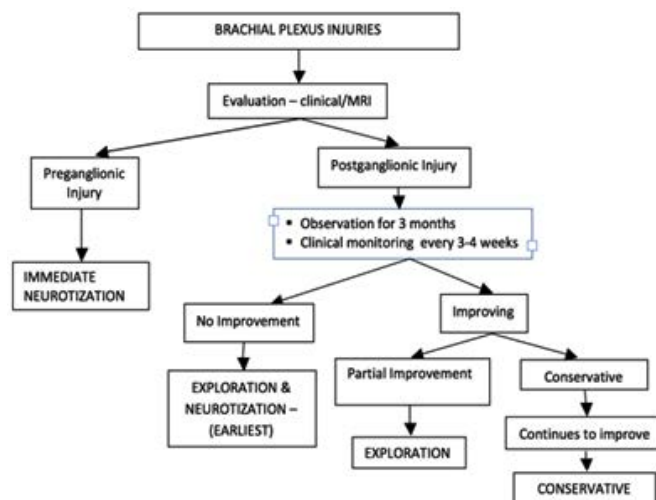 BRACHIAL PLEXUS INJURIES
Evaluation – clinical/MRI
Preganglionic
Injury
Postganglionic Injury
▪ Observation for 3 months
▪ Clinical monitoring every 3-4 weeks
IMMEDIATE
NEUROTIZATION
No Improvement
Improving
EXPLORATION &
NEUROTIZATION –
(EARLIEST)
Partial Improvement
Conservative
EXPLORATION
Continues to improve
CONSERVATIVE